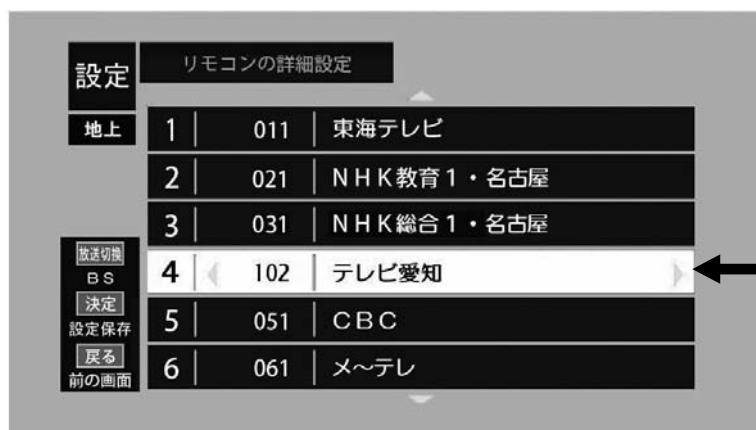 設定
リモコンの詳細設定
地上
1 011 東海テレビ
2 021 NHK教育1・名古屋
3 031 NHK総合1・名古屋
4 102 テレビ愛知
5 051 CBC
6 061 メ~テレ
放送切換
BS
決定
設定保存
戻る
前の画面